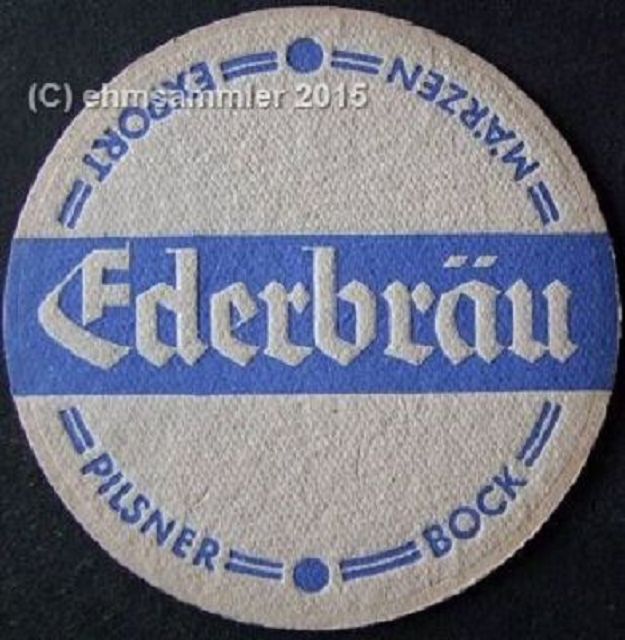 (C) ehmsammler 2015
EXPORT
MÄRZEN
Ederbräu
PILSNER
BOCK